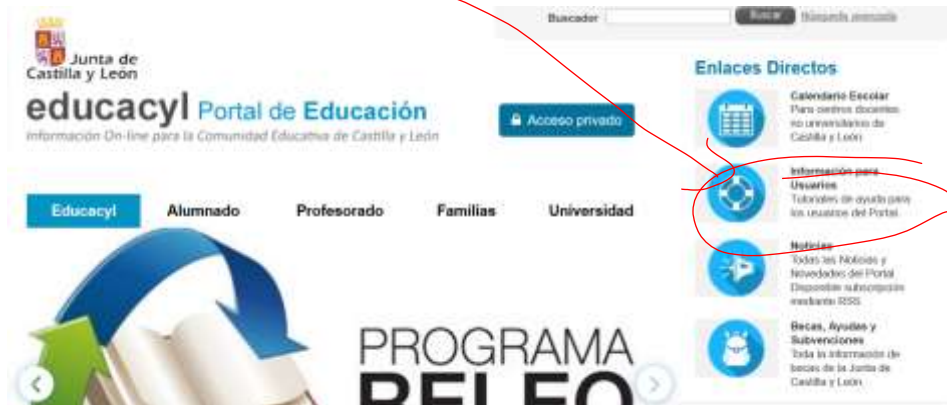 Buscador
Buscar
Búsqueda avanzada
Junta de
Castilla y León
educacyl Portal de Educación
Información On-line para la Comunidad Educativa de Castilla y León
Acceso privado
Educacyl
Alumnado
Profesorado
Familias
Universidad
PROGRAMA
RELEO
Enlaces Directos
Calendario Escolar
Para centros docentes
no universitarios de
Castilla y León
Información para
Usuarios
Tutoriales de ayuda para
los usuarios del Portal
Noticias
Todas las Noticias y
Novedades del Portal
Disponible subscripción
mediante RSS
Becas, Ayudas y
Subvenciones
Toda la información de
becas de la Junta de
Castilla y León